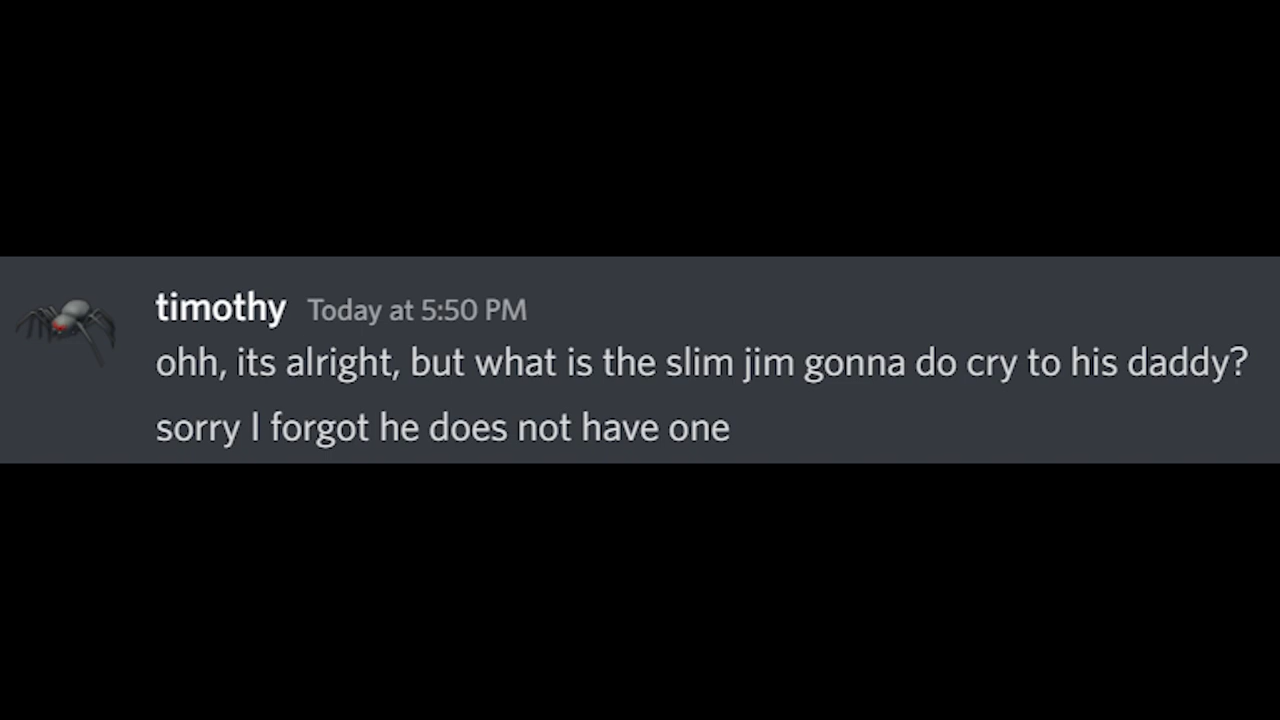 timothy Today at 5:50 PM
ohh, its alright, but what is the slim jim gonna do cry to his daddy?
sorry I forgot he does not have one